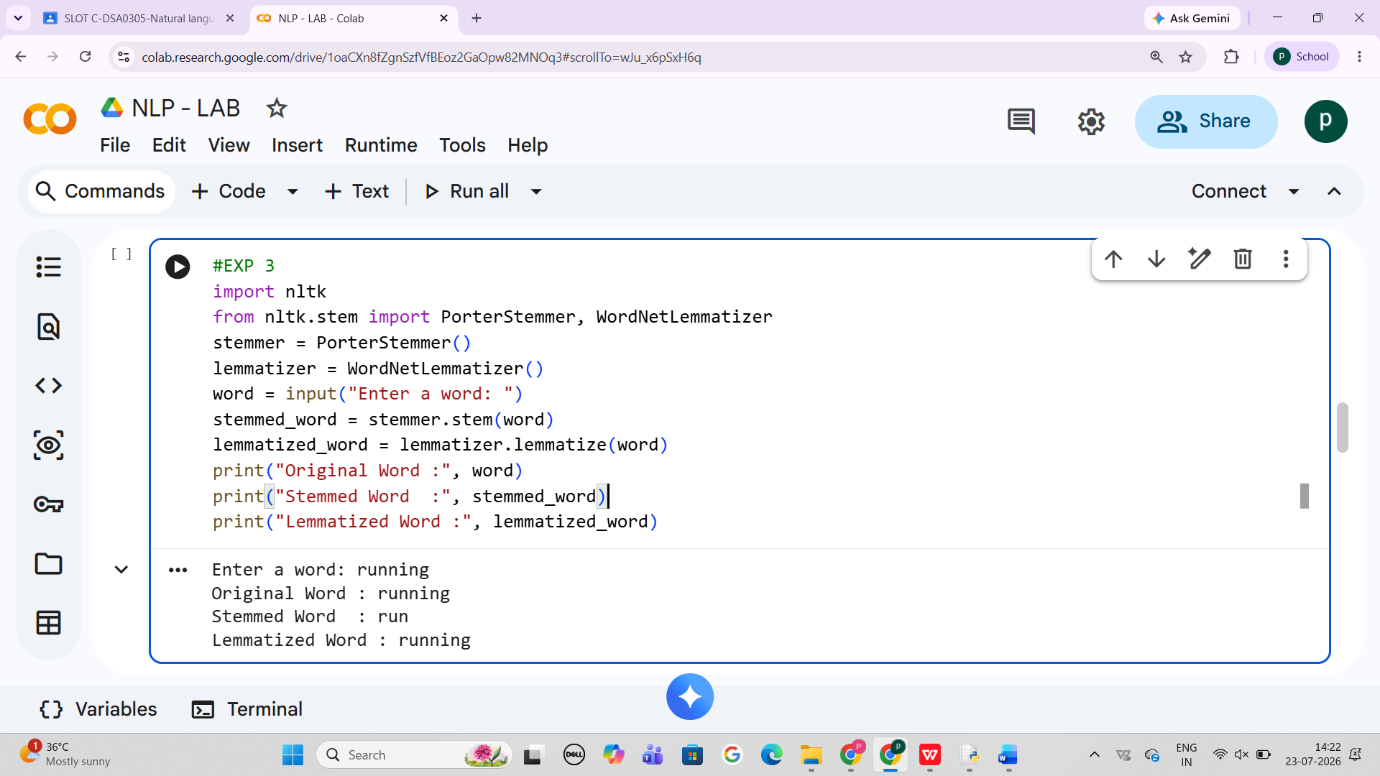 SLOT C-DSA0305-Natural langu
NLP - LAB - Colab
Ask Gemini
colab.research.google.com/drive/1oaCXn8fZgnSzfVfBEoz2GaOpw82MNOq3#scrollTo=wJu_x6pSxH6q
P School
NLP - LAB
File Edit View Insert Runtime Tools Help
Share
p
Commands + Code + Text Run all
Connect
[ ]
#EXP 3
import nltk
from nltk.stem import PorterStemmer, WordNetLemmatizer
stemmer = PorterStemmer()
lemmatizer = WordNetLemmatizer()
word = input("Enter a word: ")
stemmed_word = stemmer.stem(word)
lemmatized_word = lemmatizer.lemmatize(word)
print("Original Word :", word)
print("Stemmed Word  :", stemmed_word)
print("Lemmatized Word :", lemmatized_word)
Enter a word: running
Original Word : running
Stemmed Word  : run
Lemmatized Word : running
{} Variables
Terminal
1
36°C
Mostly sunny
Search
DELL
ENG
IN
14:22
23-07-2026